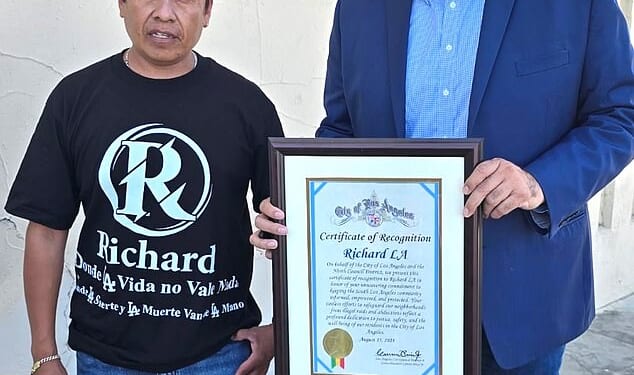 R
Richard
Donde LA Vida no Vale Nada
Donde LA Suerte y LA Muerte Van de LA Mano
City of Los Angeles
Certificate of Recognition
Richard LA
On behalf of the City of Los Angeles and the
Ninth Council District, we present this
certificate of recognition to Richard LA in
honor of your unwavering commitment to
keeping the South Los Angeles community
informed, empowered, and protected. Your
tireless efforts to safeguard our neighborhoods
from illegal raids and abductions reflect a
profound dedication to justice, safety, and the
well-being of our residents in the City of Los
Angeles.
August 15, 2025